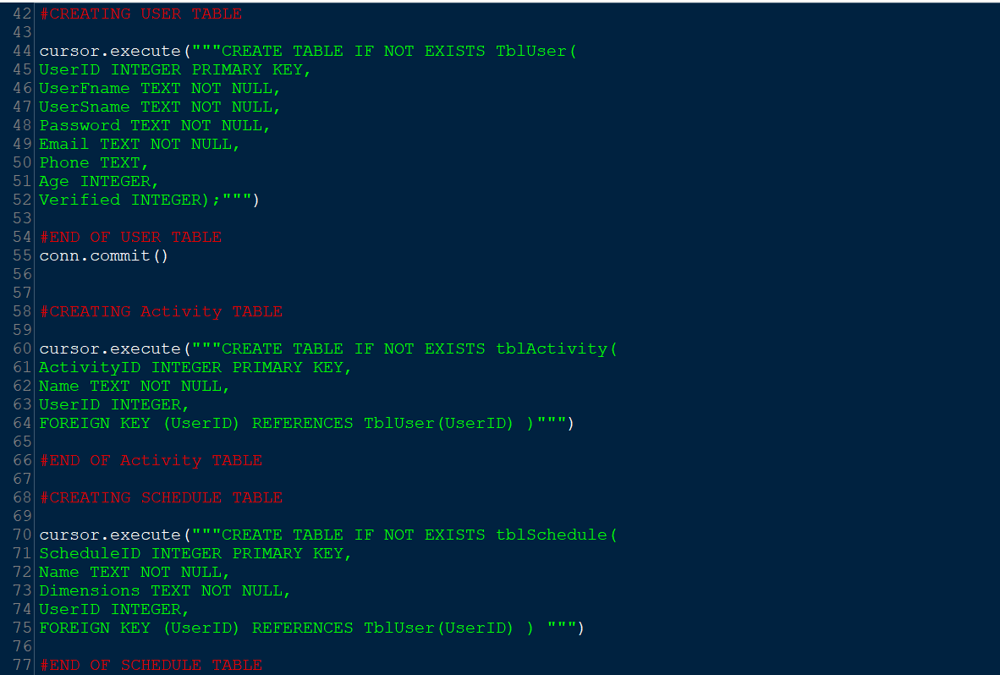 42 #CREATING USER TABLE
43
44 cursor.execute("""CREATE TABLE IF NOT EXISTS TblUser(
45 UserID INTEGER PRIMARY KEY,
46 UserFname TEXT NOT NULL,
47 UserSname TEXT NOT NULL,
48 Password TEXT NOT NULL,
49 Email TEXT NOT NULL,
50 Phone TEXT,
51 Age INTEGER,
52 Verified INTEGER);""")
53
54 #END OF USER TABLE
55 conn.commit()
56
57
58 #CREATING Activity TABLE
59
60 cursor.execute("""CREATE TABLE IF NOT EXISTS tblActivity(
61 ActivityID INTEGER PRIMARY KEY,
62 Name TEXT NOT NULL,
63 UserID INTEGER,
64 FOREIGN KEY (UserID) REFERENCES TblUser(UserID) )""")
65
66 #END OF Activity TABLE
67
68 #CREATING SCHEDULE TABLE
69
70 cursor.execute("""CREATE TABLE IF NOT EXISTS tblSchedule(
71 ScheduleID INTEGER PRIMARY KEY,
72 Name TEXT NOT NULL,
73 Dimensions TEXT NOT NULL,
74 UserID INTEGER,
75 FOREIGN KEY (UserID) REFERENCES TblUser(UserID) ) """)
76
77 #END OF SCHEDULE TABLE